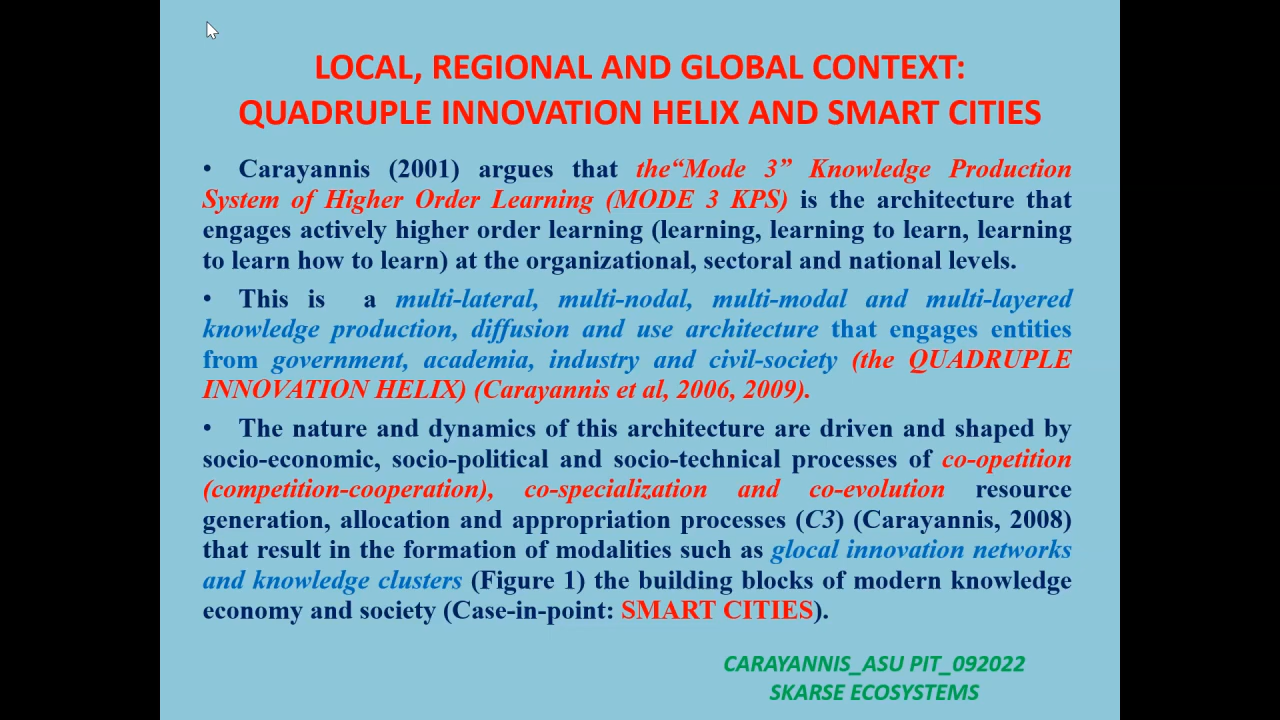 LOCAL, REGIONAL AND GLOBAL CONTEXT:
QUADRUPLE INNOVATION HELIX AND SMART CITIES
• Carayannis (2001) argues that the“Mode 3” Knowledge Production
System of Higher Order Learning (MODE 3 KPS) is the architecture that
engages actively higher order learning (learning, learning to learn, learning
to learn how to learn) at the organizational, sectoral and national levels.
• This is a multi-lateral, multi-nodal, multi-modal and multi-layered
knowledge production, diffusion and use architecture that engages entities
from government, academia, industry and civil-society (the QUADRUPLE
INNOVATION HELIX) (Carayannis et al, 2006, 2009).
• The nature and dynamics of this architecture are driven and shaped by
socio-economic, socio-political and socio-technical processes of co-opetition
(competition-cooperation), co-specialization and co-evolution resource
generation, allocation and appropriation processes (C3) (Carayannis, 2008)
that result in the formation of modalities such as glocal innovation networks
and knowledge clusters (Figure 1) the building blocks of modern knowledge
economy and society (Case-in-point: SMART CITIES).
CARAYANNIS_ASU PIT_092022
SKARSE ECOSYSTEMS